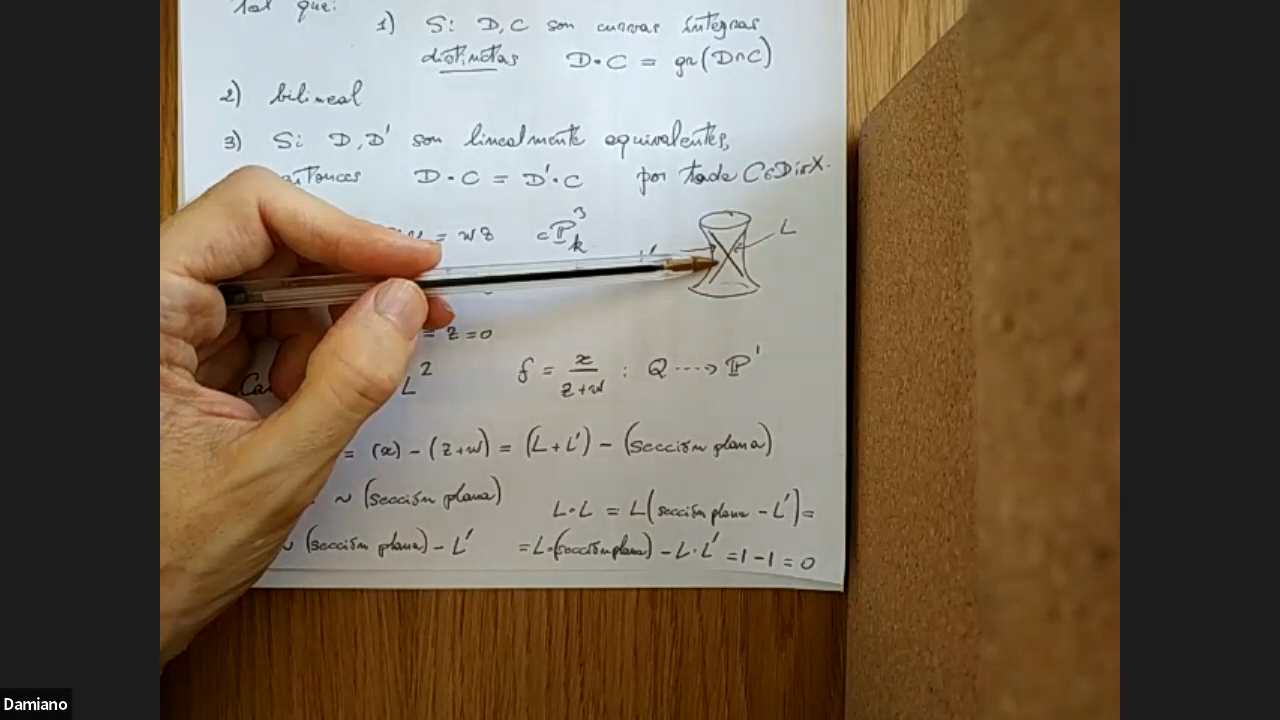 Tal que:
1) Si D, C son curvas íntegras
distintas D·C = gr(D∩C)
2) bilineal
3) Si D, D' son linealmente equivalentes,
entonces D·C = D'·C por todo C∈Div X.
= wz ⊂ ℙ³ₖ
L
= z = 0
L² f = x/(z+w) : Q ⇢ ℙ¹
= (x) - (z+w) = (L+L') - (sección plana)
~ (sección plana)
L·L = L(sección plana - L') =
~ (sección plana) - L' = L·(sección plana) - L·L' = 1-1 = 0
Damiano